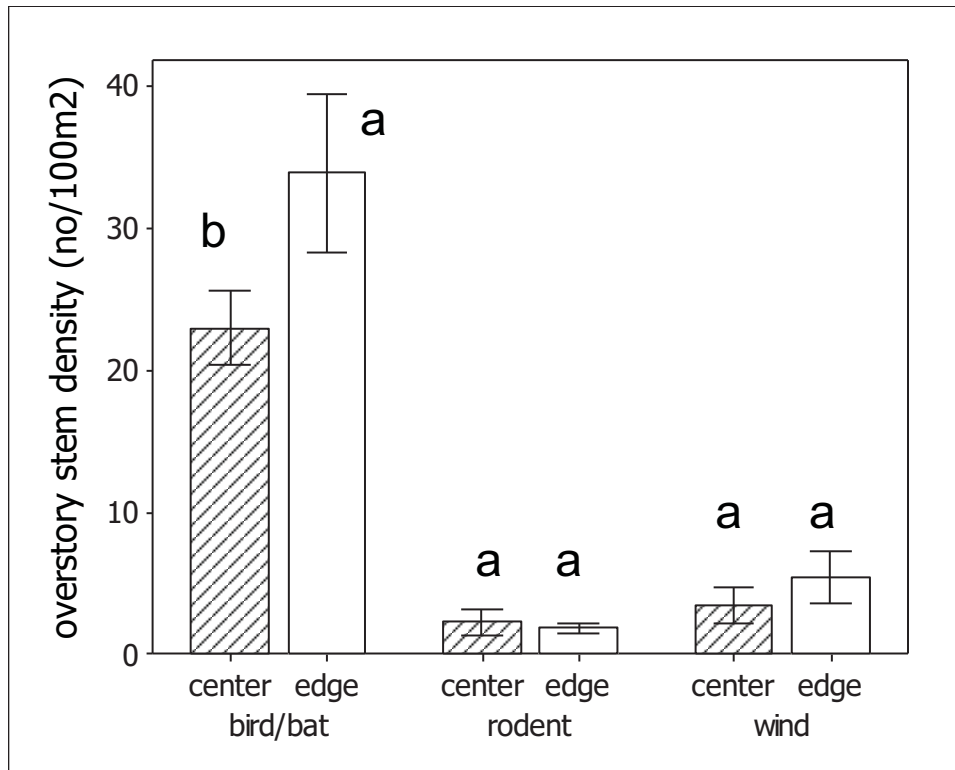 overstory stem density (no/100m2)
40
30
20
10
0
a
b
a a
a a
center edge center edge center edge
bird/bat rodent wind